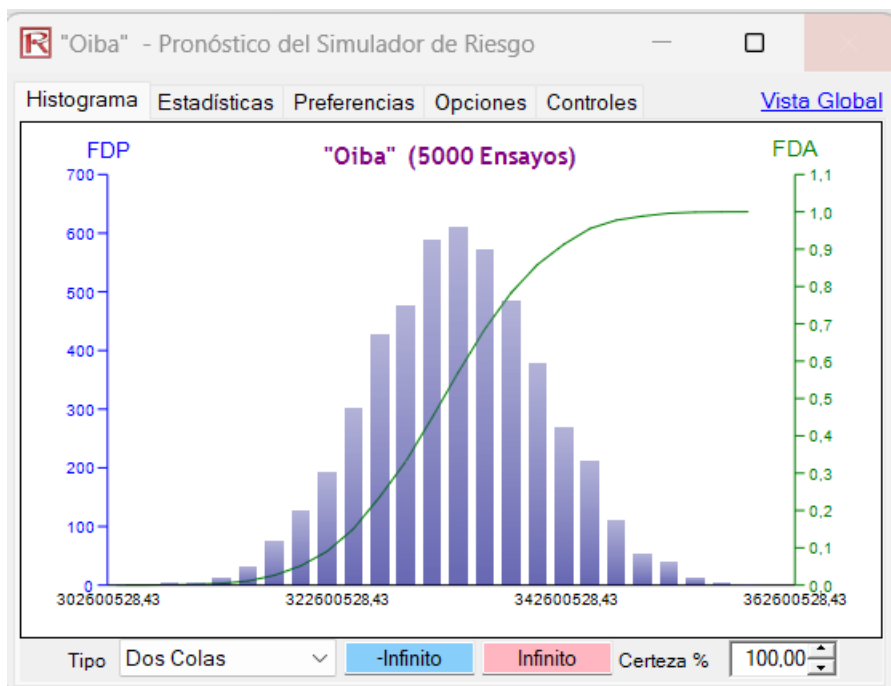 "Oiba" - Pronóstico del Simulador de Riesgo
Histograma Estadísticas Preferencias Opciones Controles Vista Global
FDP "Oiba" (5000 Ensayos) FDA
700 1,1
1,0
600 0,9
500 0,8
0,7
400 0,6
300 0,5
0,4
200 0,3
100 0,2
0,1
0 0,0
302600528,43 322600528,43 342600528,43 362600528,43
Tipo Dos Colas -Infinito Infinito Certeza % 100,00